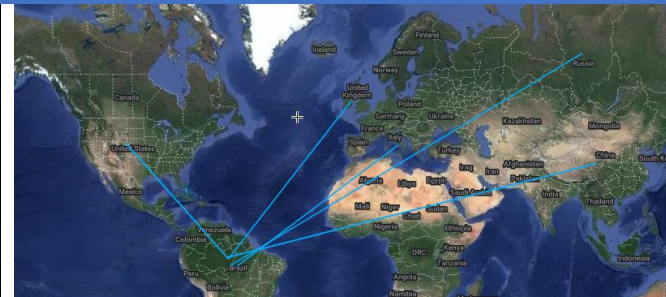 Finland
Iceland
Sweden
Russia
Norway
United
Kingdom
Canada
Poland
Germany
Ukraine
Kazakhstan
Mongolia
France
Italy
Spain
Turkey
United States
China
South K
Iraq
Iran
Afghanistan
Pakistan
Algeria
Libya
Egypt
Saudi Arabia
Mexico
India
Mali
Niger
Chad
Sudan
Thailand
Nigeria
Ethiopia
Venezuela
Colombia
DRC
Kenya
Tanzania
Indonesia
Brazil
Peru
Angola
Bolivia
Namibia